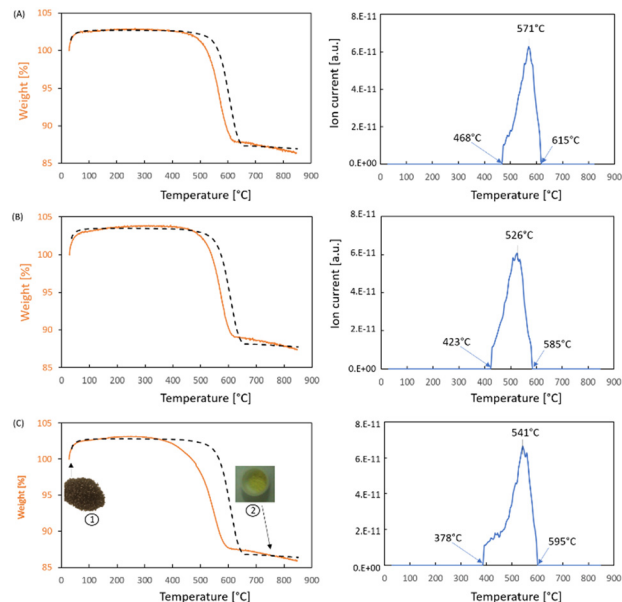 (A)
Weight [%]
105
100
95
90
85
0 100 200 300 400 500 600 700 800 900
Temperature [°C]
Ion current [a.u.]
8.E-11
6.E-11
4.E-11
2.E-11
0.E+00
571°C
468°C
615°C
0 100 200 300 400 500 600 700 800 900
Temperature [°C]
(B)
Weight [%]
105
100
95
90
85
0 100 200 300 400 500 600 700 800 900
Temperature [°C]
Ion current [a.u.]
8.E-11
6.E-11
4.E-11
2.E-11
0.E+00
526°C
423°C
585°C
0 100 200 300 400 500 600 700 800 900
Temperature [°C]
(C)
Weight [%]
105
100
95
90
85
1
2
0 100 200 300 400 500 600 700 800 900
Temperature [°C]
Ion current [a.u.]
8.E-11
6.E-11
4.E-11
2.E-11
0.E+00
541°C
378°C
595°C
0 100 200 300 400 500 600 700 800 900
Temperature [°C]